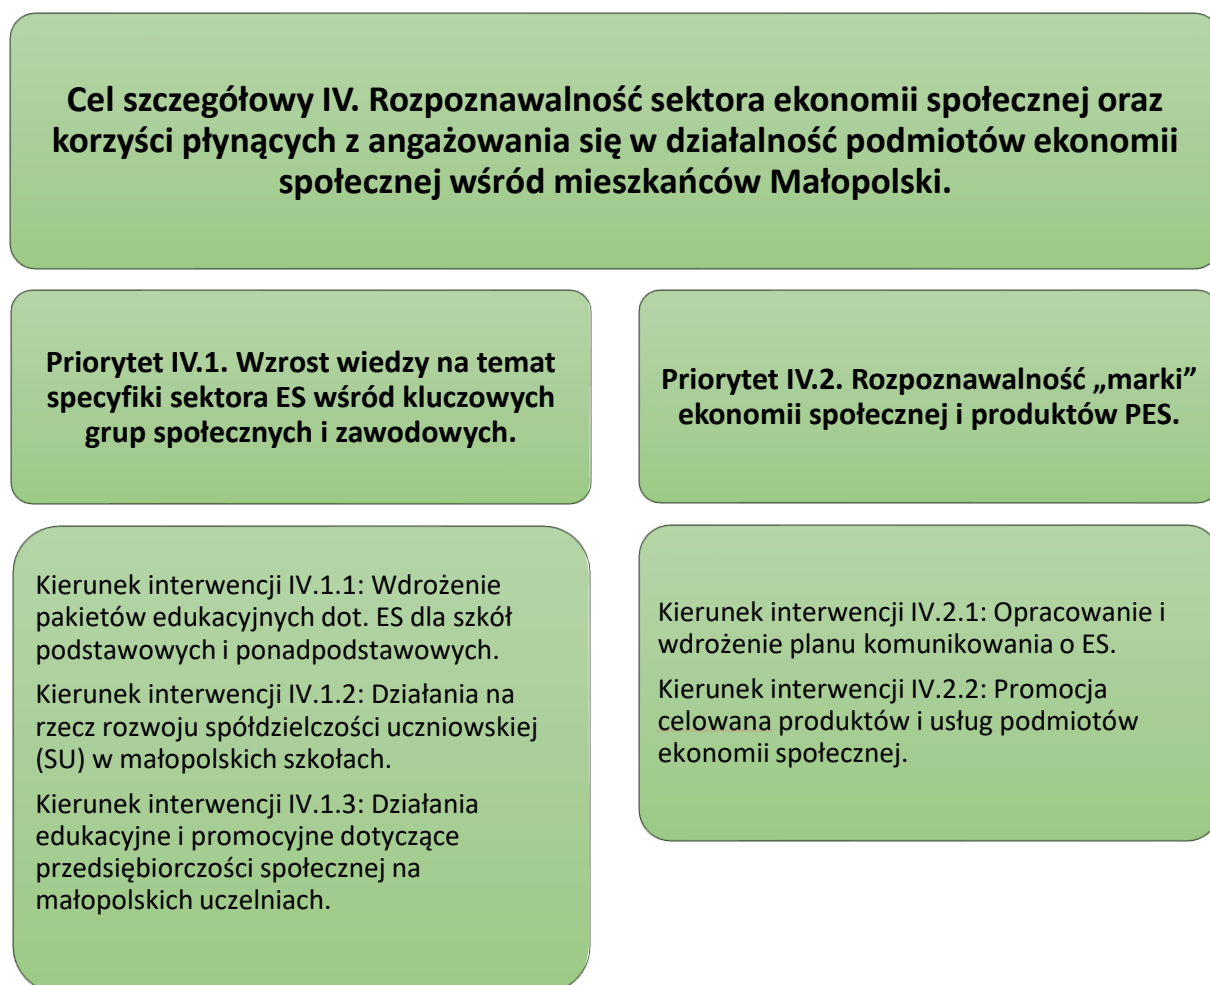 Cel szczegółowy IV. Rozpoznawalność sektora ekonomii społecznej oraz
korzyści płynących z angażowania się w działalność podmiotów ekonomii
społecznej wśród mieszkańców Małopolski.
Priorytet IV.1. Wzrost wiedzy na temat
specyfiki sektora ES wśród kluczowych
grup społecznych i zawodowych.
Priorytet IV.2. Rozpoznawalność „marki”
ekonomii społecznej i produktów PES.
Kierunek interwencji IV.1.1: Wdrożenie
pakietów edukacyjnych dot. ES dla szkół
podstawowych i ponadpodstawowych.
Kierunek interwencji IV.1.2: Działania na
rzecz rozwoju spółdzielczości uczniowskiej
(SU) w małopolskich szkołach.
Kierunek interwencji IV.1.3: Działania
edukacyjne i promocyjne dotyczące
przedsiębiorczości społecznej na
małopolskich uczelniach.
Kierunek interwencji IV.2.1: Opracowanie i
wdrożenie planu komunikowania o ES.
Kierunek interwencji IV.2.2: Promocja
celowana produktów i usług podmiotów
ekonomii społecznej.